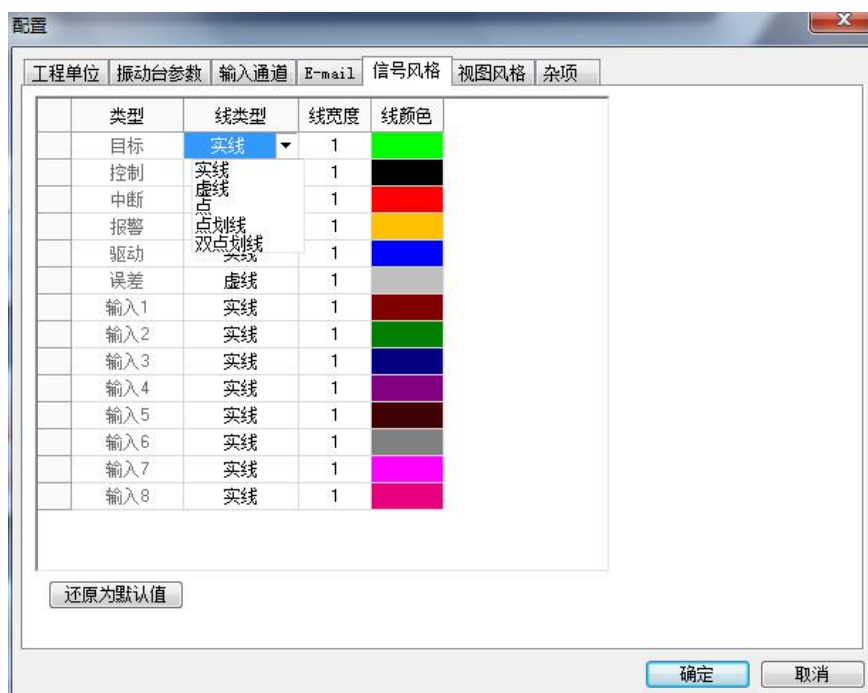 配置
工程单位 振动台参数 输入通道 E-mail 信号风格 视图风格 杂项
类型 线类型 线宽度 线颜色
目标 实线 1
控制 实线 1
中断 虚线 1
报警 点 1
驱动 点划线 1
双点划线
误差 虚线 1
输入1 实线 1
输入2 实线 1
输入3 实线 1
输入4 实线 1
输入5 实线 1
输入6 实线 1
输入7 实线 1
输入8 实线 1
还原为默认值
确定 取消